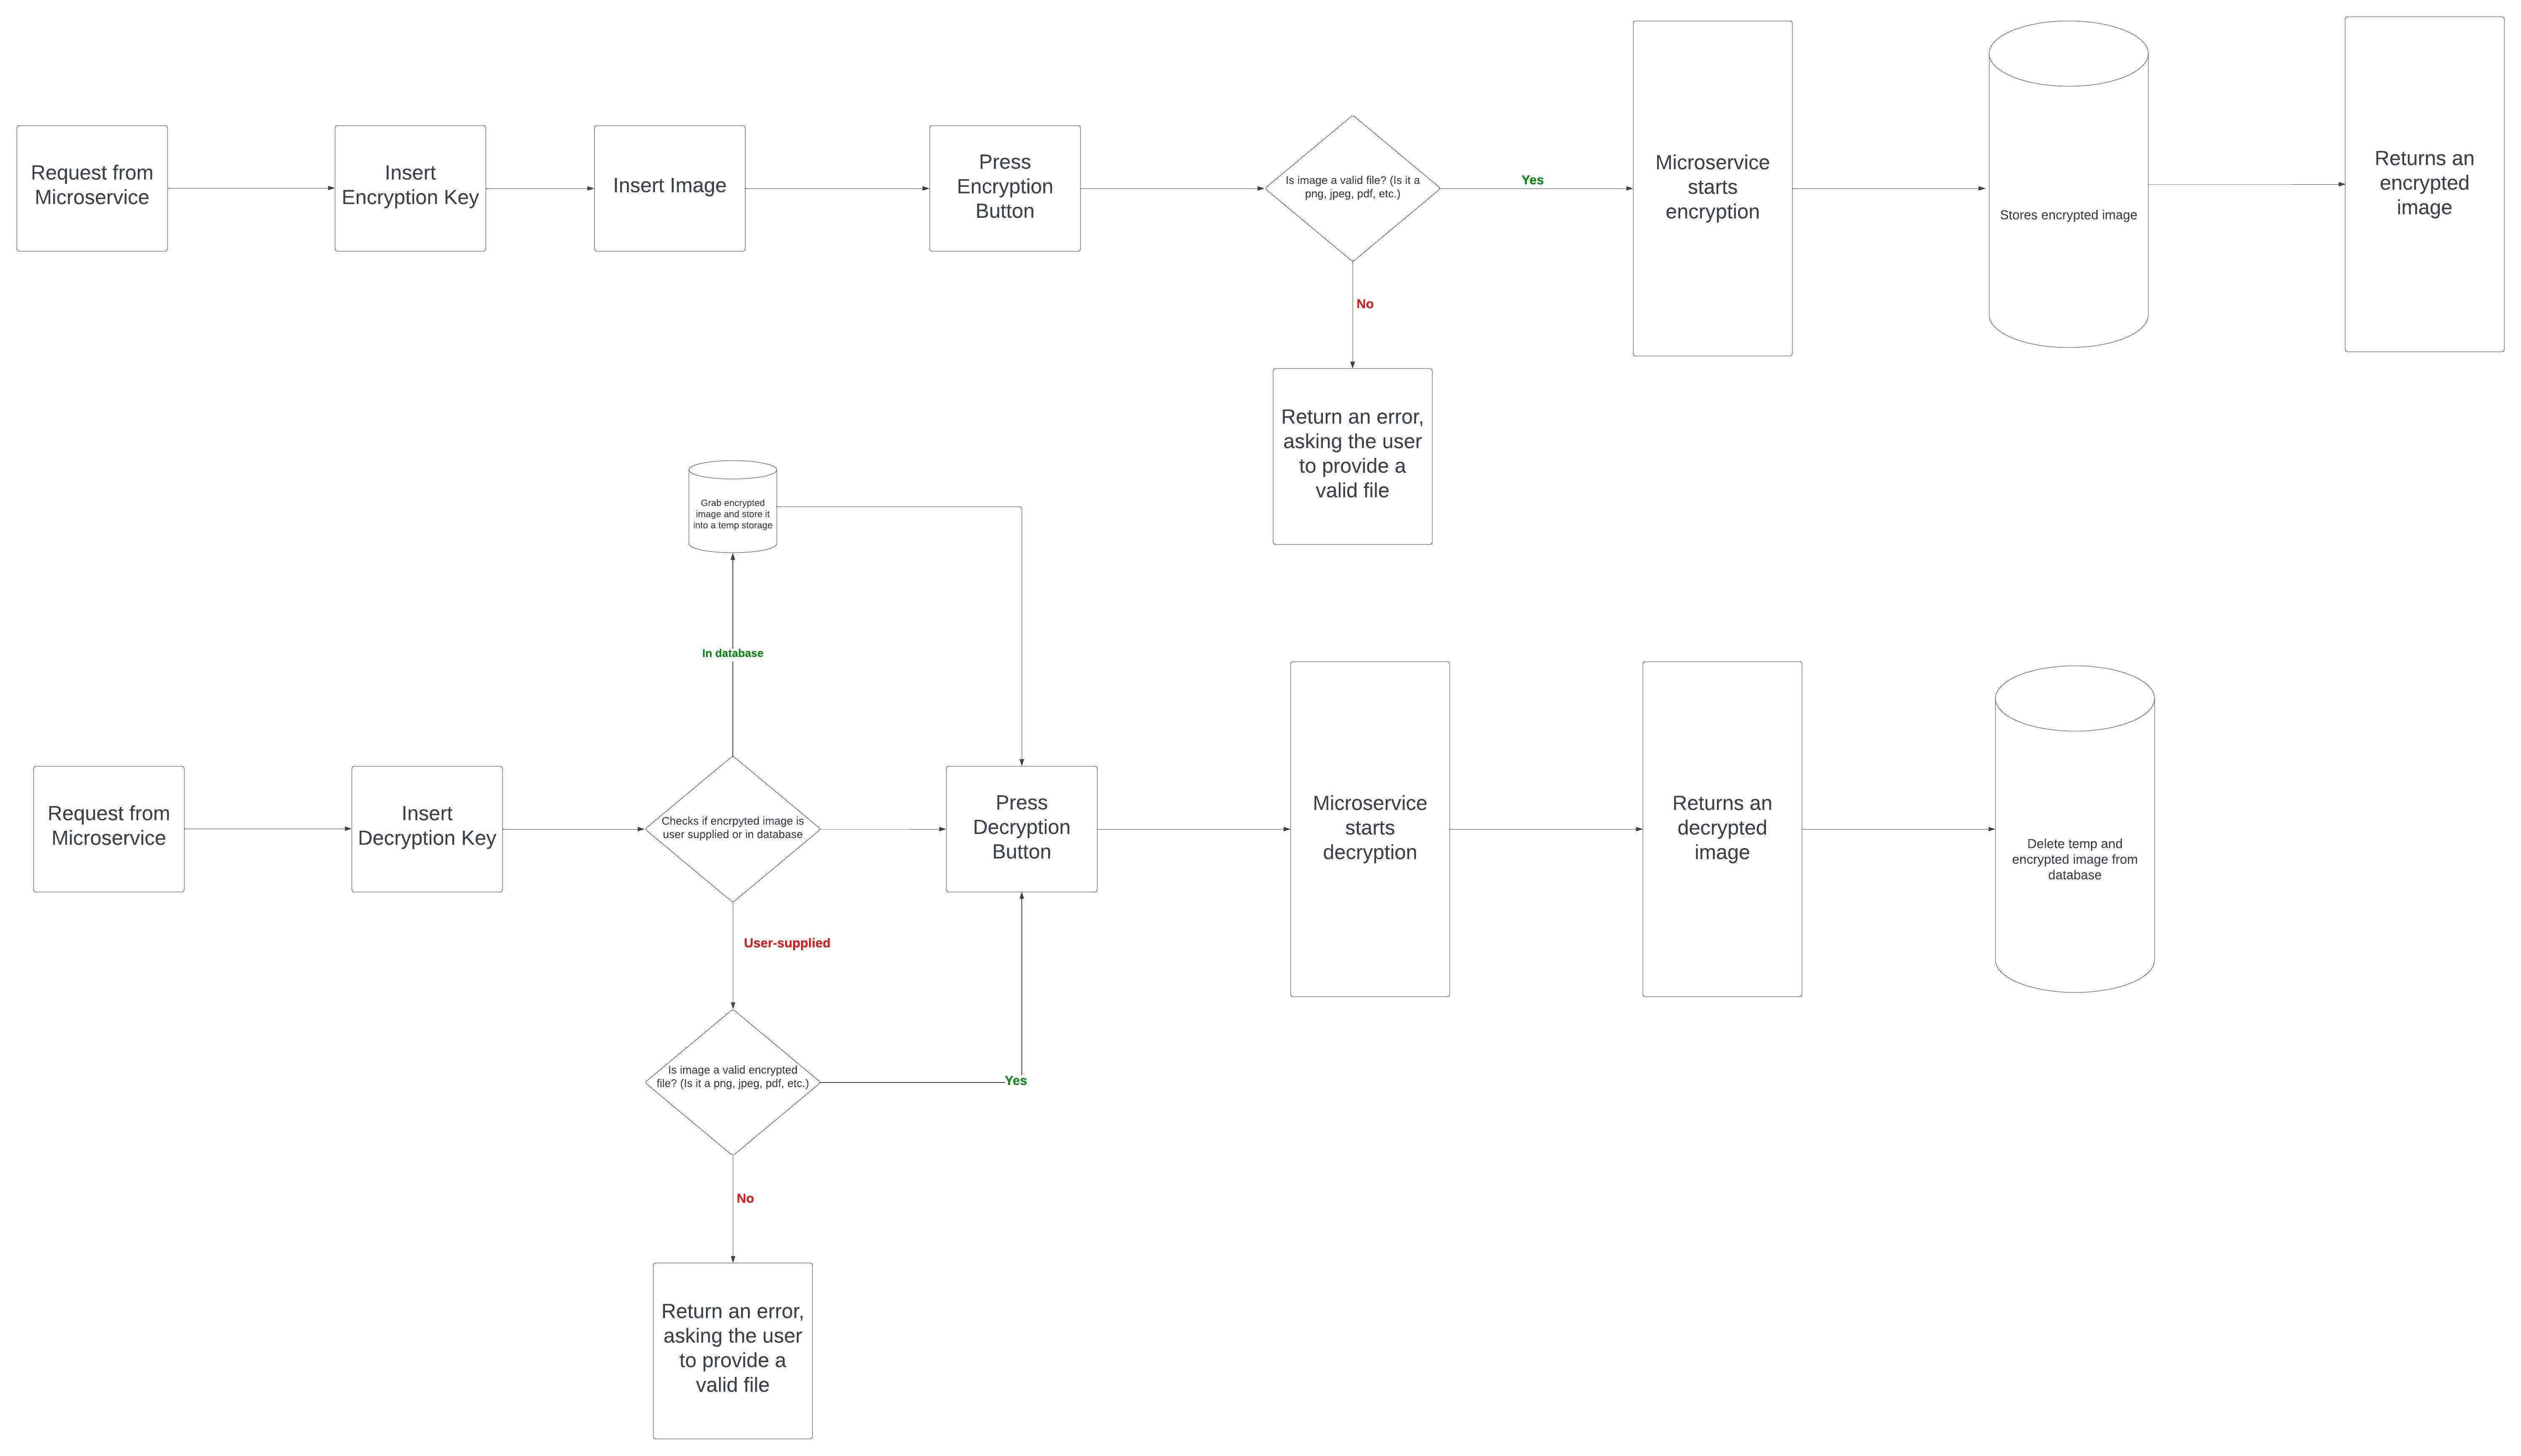 Request from
Microservice
Insert
Encryption Key
Insert Image
Press
Encryption
Button
Is image a valid file? (Is it a
png, jpeg, pdf, etc.)
Yes
No
Return an error,
asking the user
to provide a
valid file
Microservice
starts
encryption
Stores encrypted image
Returns an
encrypted
image
Request from
Microservice
Insert
Decryption Key
Checks if encrpyted image is
user supplied or in database
In database
Grab encrypted
image and store it
into a temp storage
User-supplied
Is image a valid encrypted
file? (Is it a png, jpeg, pdf, etc.)
Yes
No
Return an error,
asking the user
to provide a
valid file
Press
Decryption
Button
Microservice
starts
decryption
Returns an
decrypted
image
Delete temp and
encrypted image from
database